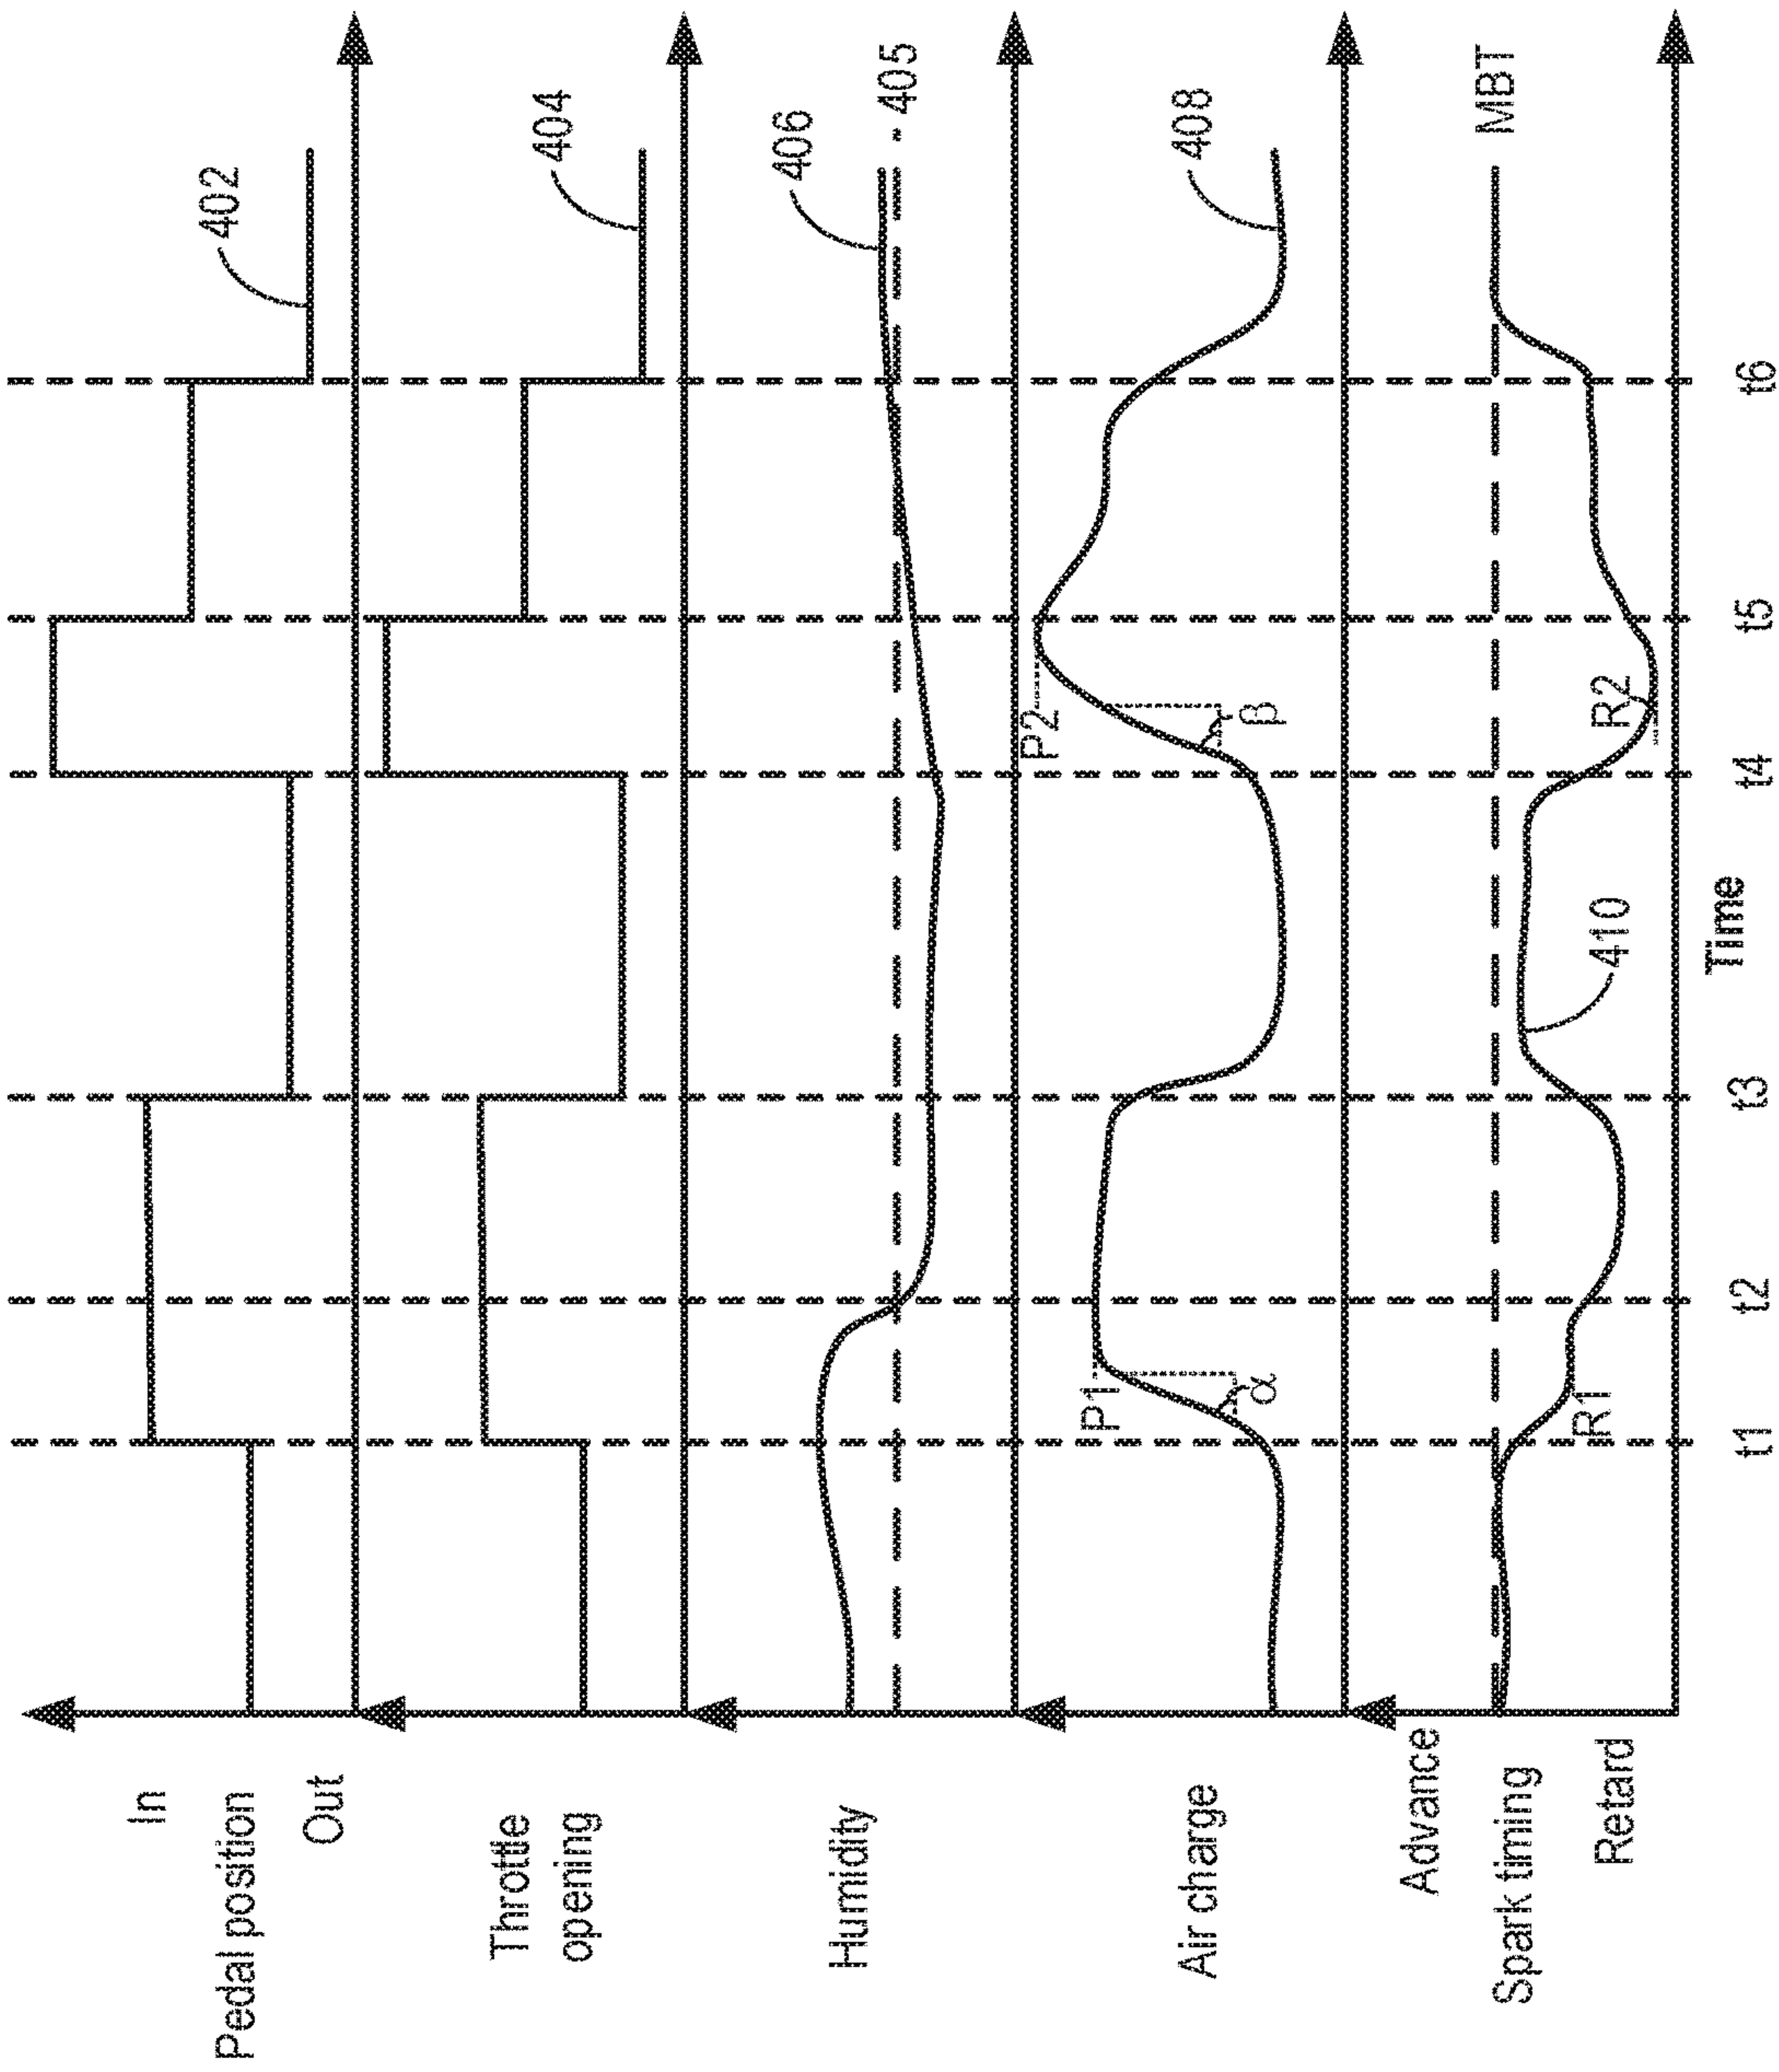 In
Pedal position
Out
402
Throttle
opening
404
Humidity
406
405
Air charge
P1
α
P2
β
408
Advance
Spark timing
Retard
MBT
R1
410
R2
t1
t2
t3
t4
t5
t6
Time